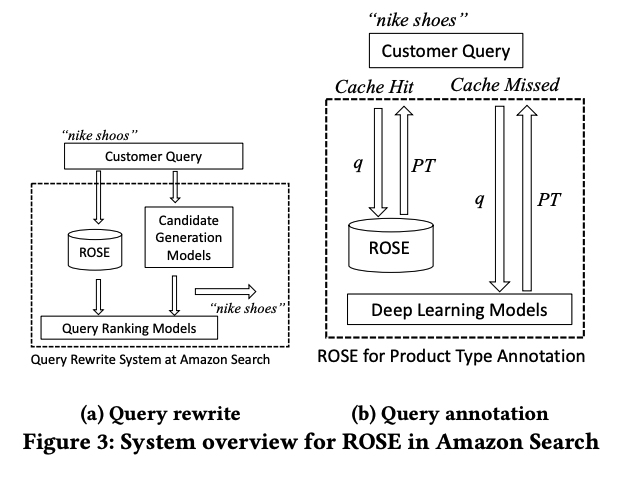 “nike shoos”
Customer Query
ROSE
Candidate
Generation
Models
“nike shoes”
Query Ranking Models
Query Rewrite System at Amazon Search
(a) Query rewrite
“nike shoes”
Customer Query
Cache Hit
Cache Missed
q
PT
q
PT
ROSE
Deep Learning Models
ROSE for Product Type Annotation
(b) Query annotation
Figure 3: System overview for ROSE in Amazon Search